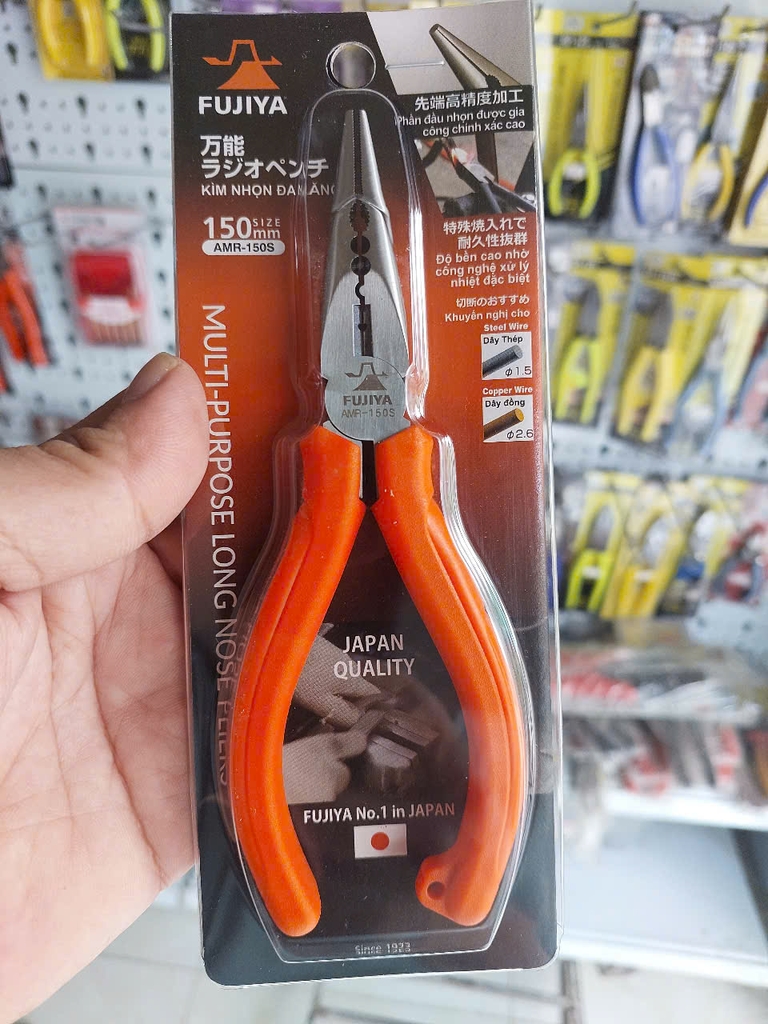 FUJIYA
万能
ラジオペンチ
KÌM NHỌN ĐA NĂNG
150mm SIZE
AMR-150S
先端高精度加工
Phần đầu nhọn được gia
công chính xác cao
特殊焼入れで
耐久性抜群
Độ bền cao nhờ
công nghệ xử lý
nhiệt đặc biệt
切断のおすすめ
Khuyến nghị cho
Steel Wire
Dây Thép
φ1.5
Copper Wire
Dây đồng
φ2.6
FUJIYA
AMR-150S
MULTI-PURPOSE LONG NOSE PLIERS
JAPAN
QUALITY
FUJIYA No.1 in JAPAN
Since 1923